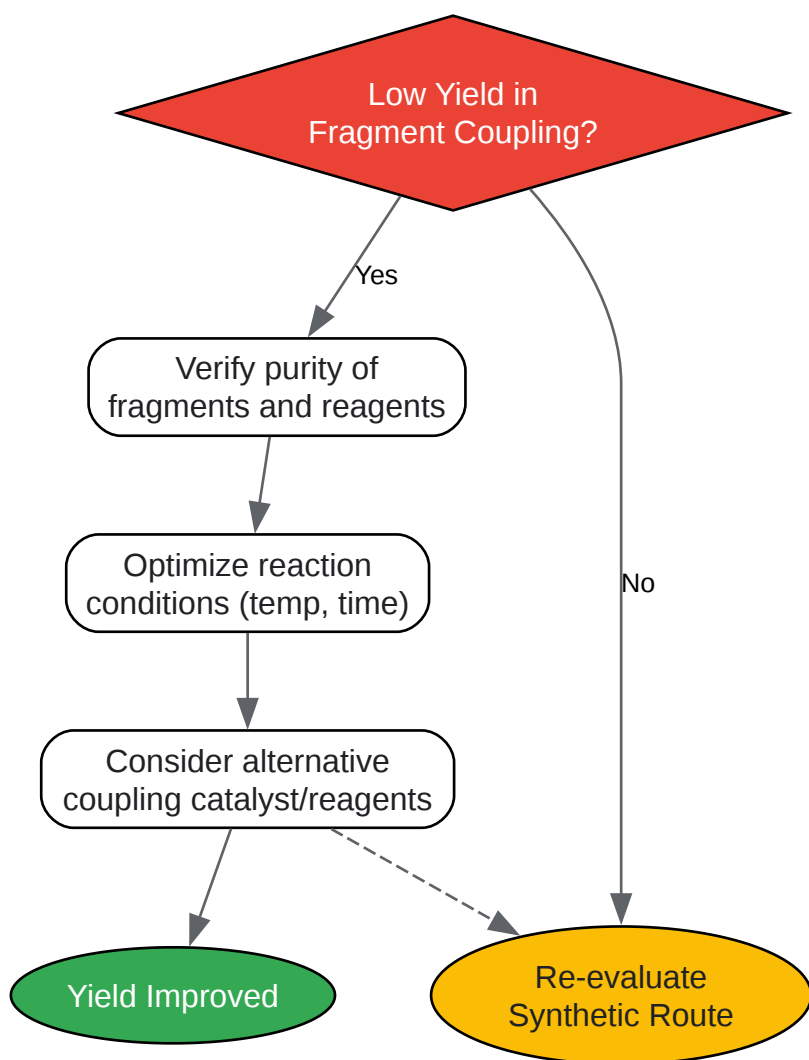 Low Yield in
Fragment Coupling?
Yes
Verify purity of
fragments and reagents
Optimize reaction
conditions (temp, time)
No
Consider alternative
coupling catalyst/reagents
Yield Improved
Re-evaluate
Synthetic Route